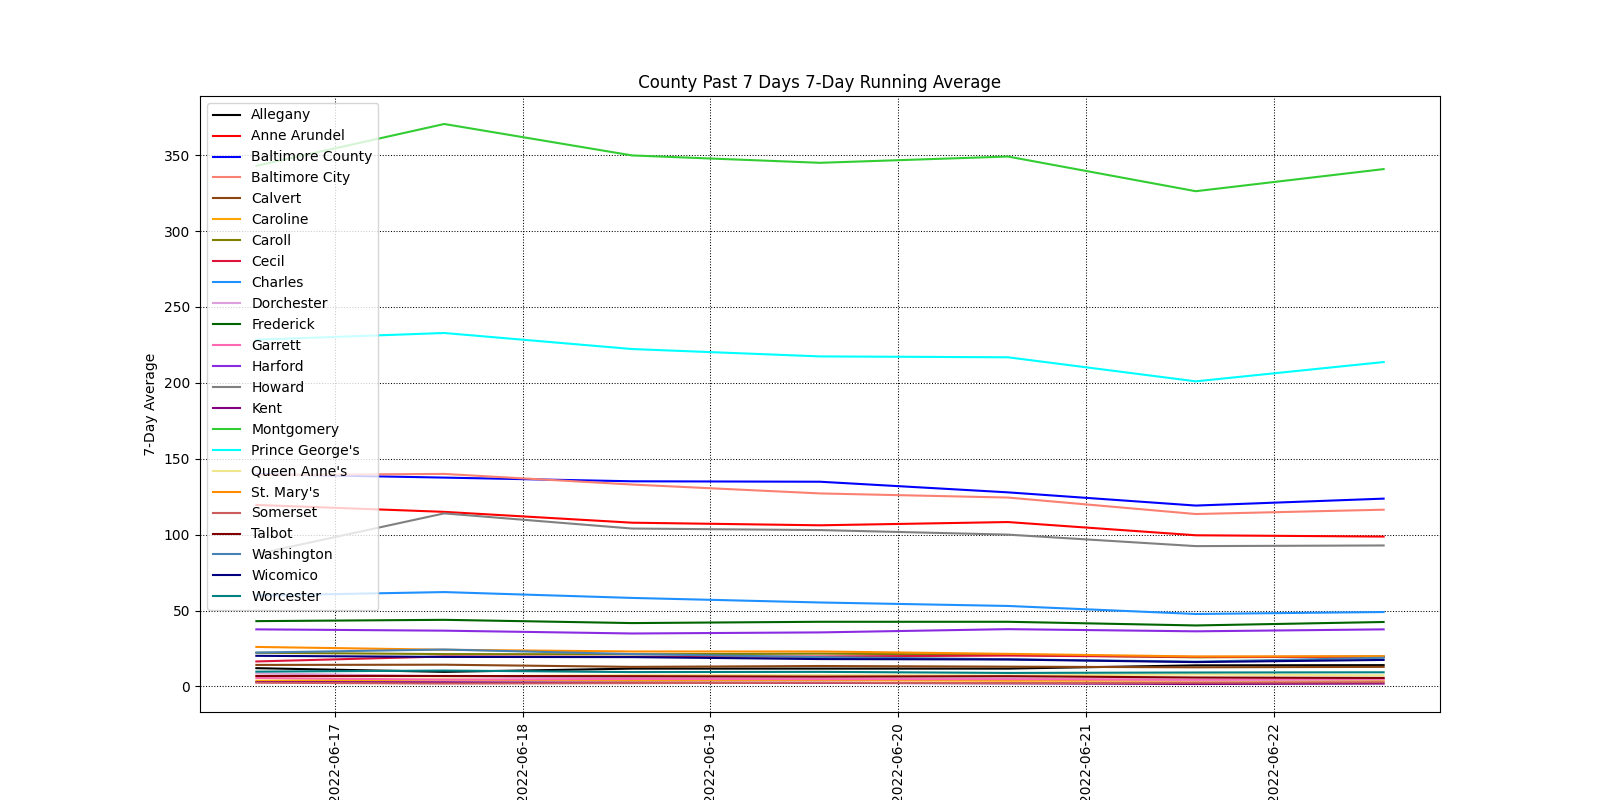 County Past 7 Days 7-Day Running Average
Allegany
Anne Arundel
Baltimore County
Baltimore City
Calvert
Caroline
Caroll
Cecil
Charles
Dorchester
Frederick
Garrett
Harford
Howard
Kent
Montgomery
Prince George's
Queen Anne's
St. Mary's
Somerset
Talbot
Washington
Wicomico
Worcester
7-Day Average
350
300
250
200
150
100
50
0
2022-06-17
2022-06-18
2022-06-19
2022-06-20
2022-06-21
2022-06-22